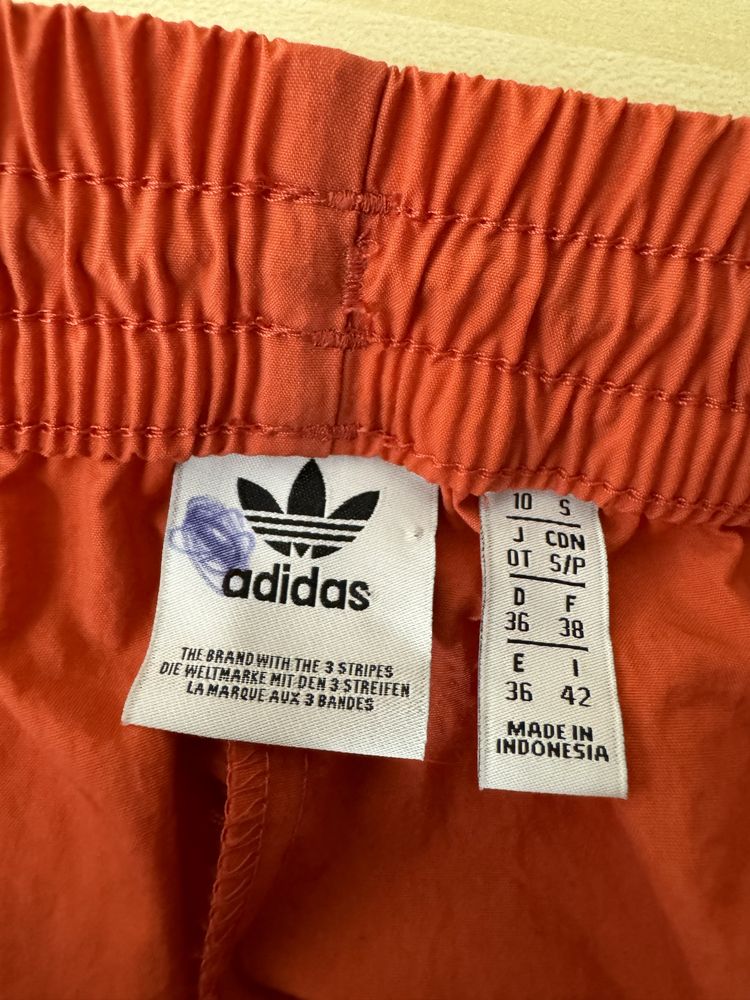 adidas
THE BRAND WITH THE 3 STRIPES
DIE WELTMARKE MIT DEN 3 STREIFEN
LA MARQUE AUX 3 BANDES
10 S
J CDN
OT S/P
D F
36 38
E I
36 42
MADE IN
INDONESIA